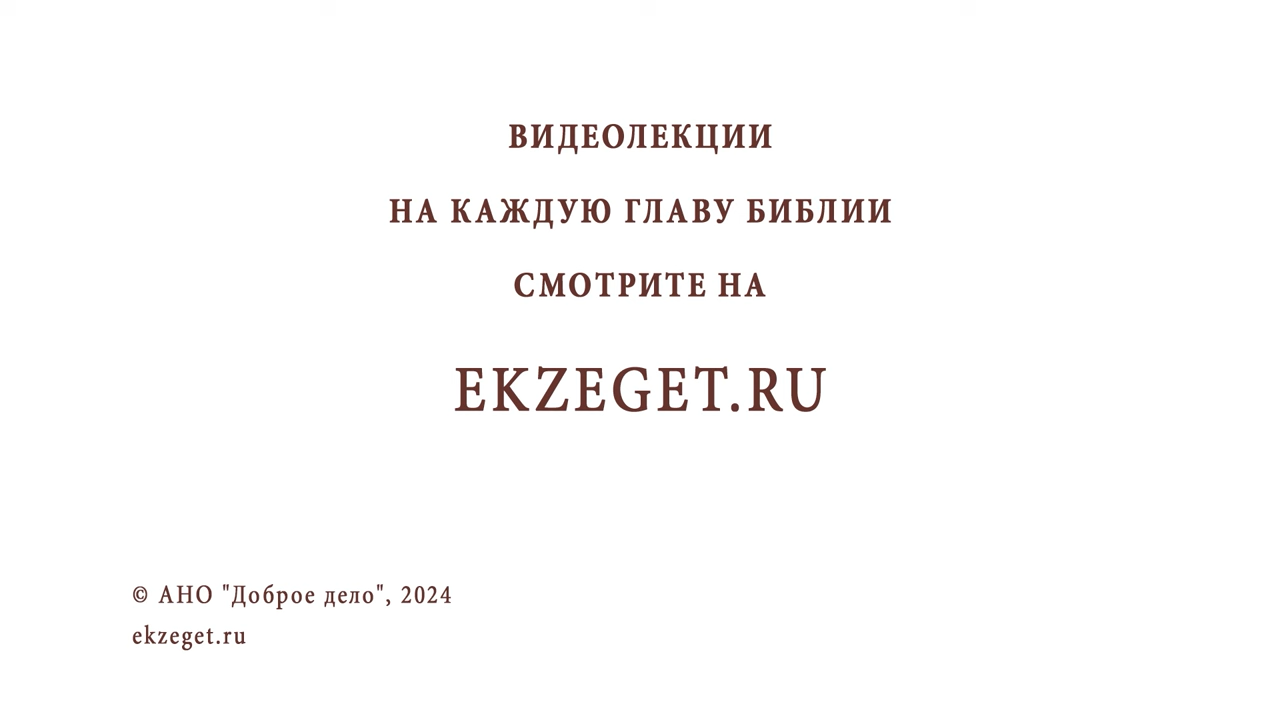 ВИДЕОЛЕКЦИИ
НА КАЖДУЮ ГЛАВУ БИБЛИИ
СМОТРИТЕ НА
EKZEGET.RU
© АНО "Доброе дело", 2024
ekzeget.ru